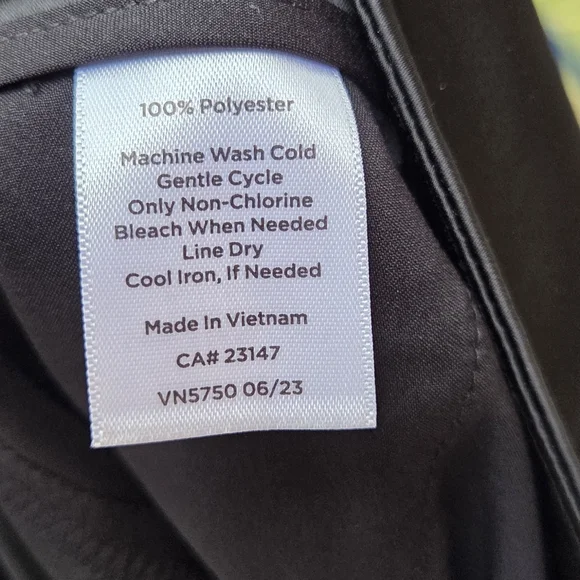 100% Polyester
Machine Wash Cold
Gentle Cycle
Only Non-Chlorine
Bleach When Needed
Line Dry
Cool Iron, If Needed
Made In Vietnam
CA# 23147
VN5750 06/23